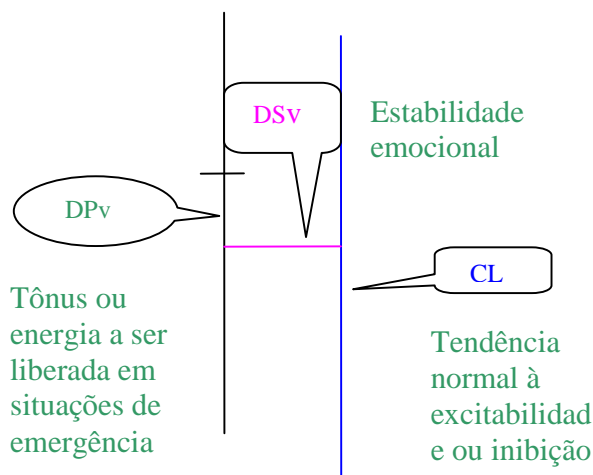 DSv
Estabilidade
emocional
DPv
CL
Tônus ou
energia a ser
liberada em
situações de
emergência
Tendência
normal à
excitabilidad
e ou inibição